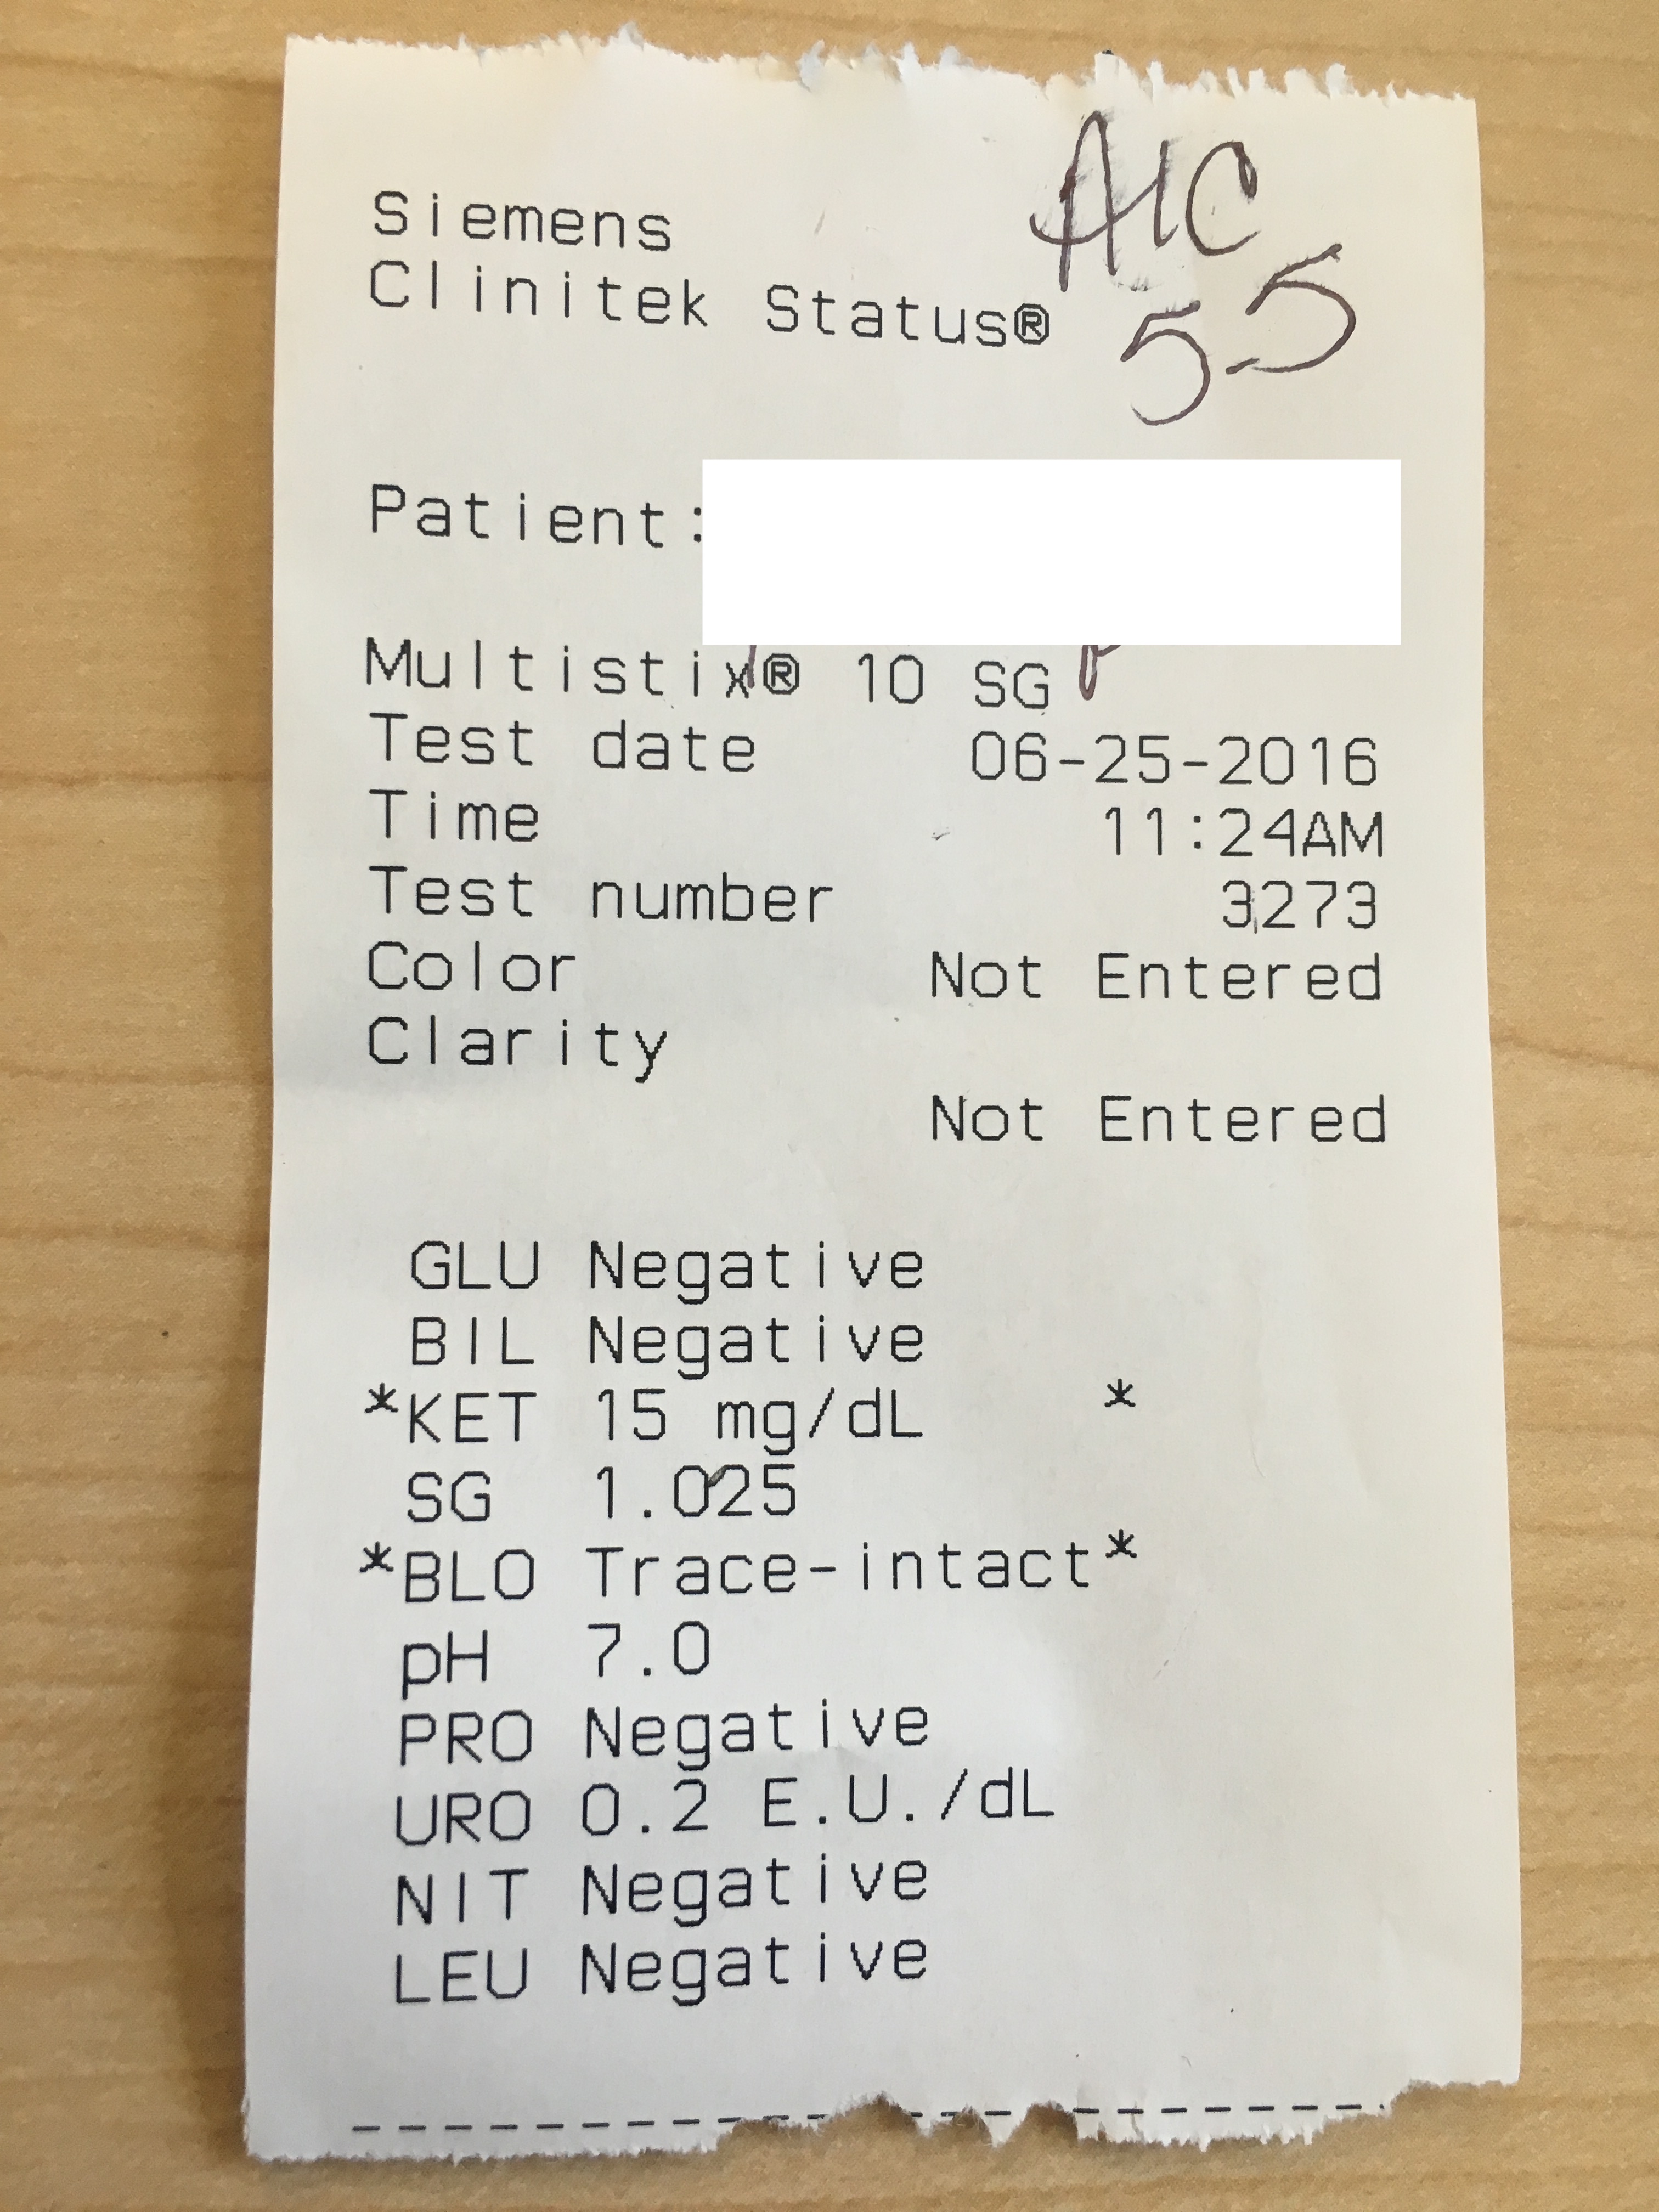 A1C
5.5
Siemens
Clinitek Status®
Patient:
Multistix® 10 SG
Test date 06-25-2016
Time 11:24AM
Test number 3273
Color Not Entered
Clarity
Not Entered
GLU Negative
BIL Negative
*KET 15 mg/dL *
SG 1.025
*BLO Trace-intact*
pH 7.0
PRO Negative
URO 0.2 E.U./dL
NIT Negative
LEU Negative